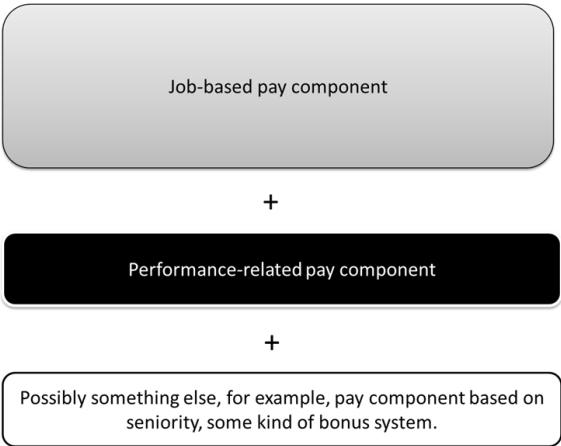 Job-based pay component
+
Performance-related pay component
+
Possibly something else, for example, pay component based on
seniority, some kind of bonus system.